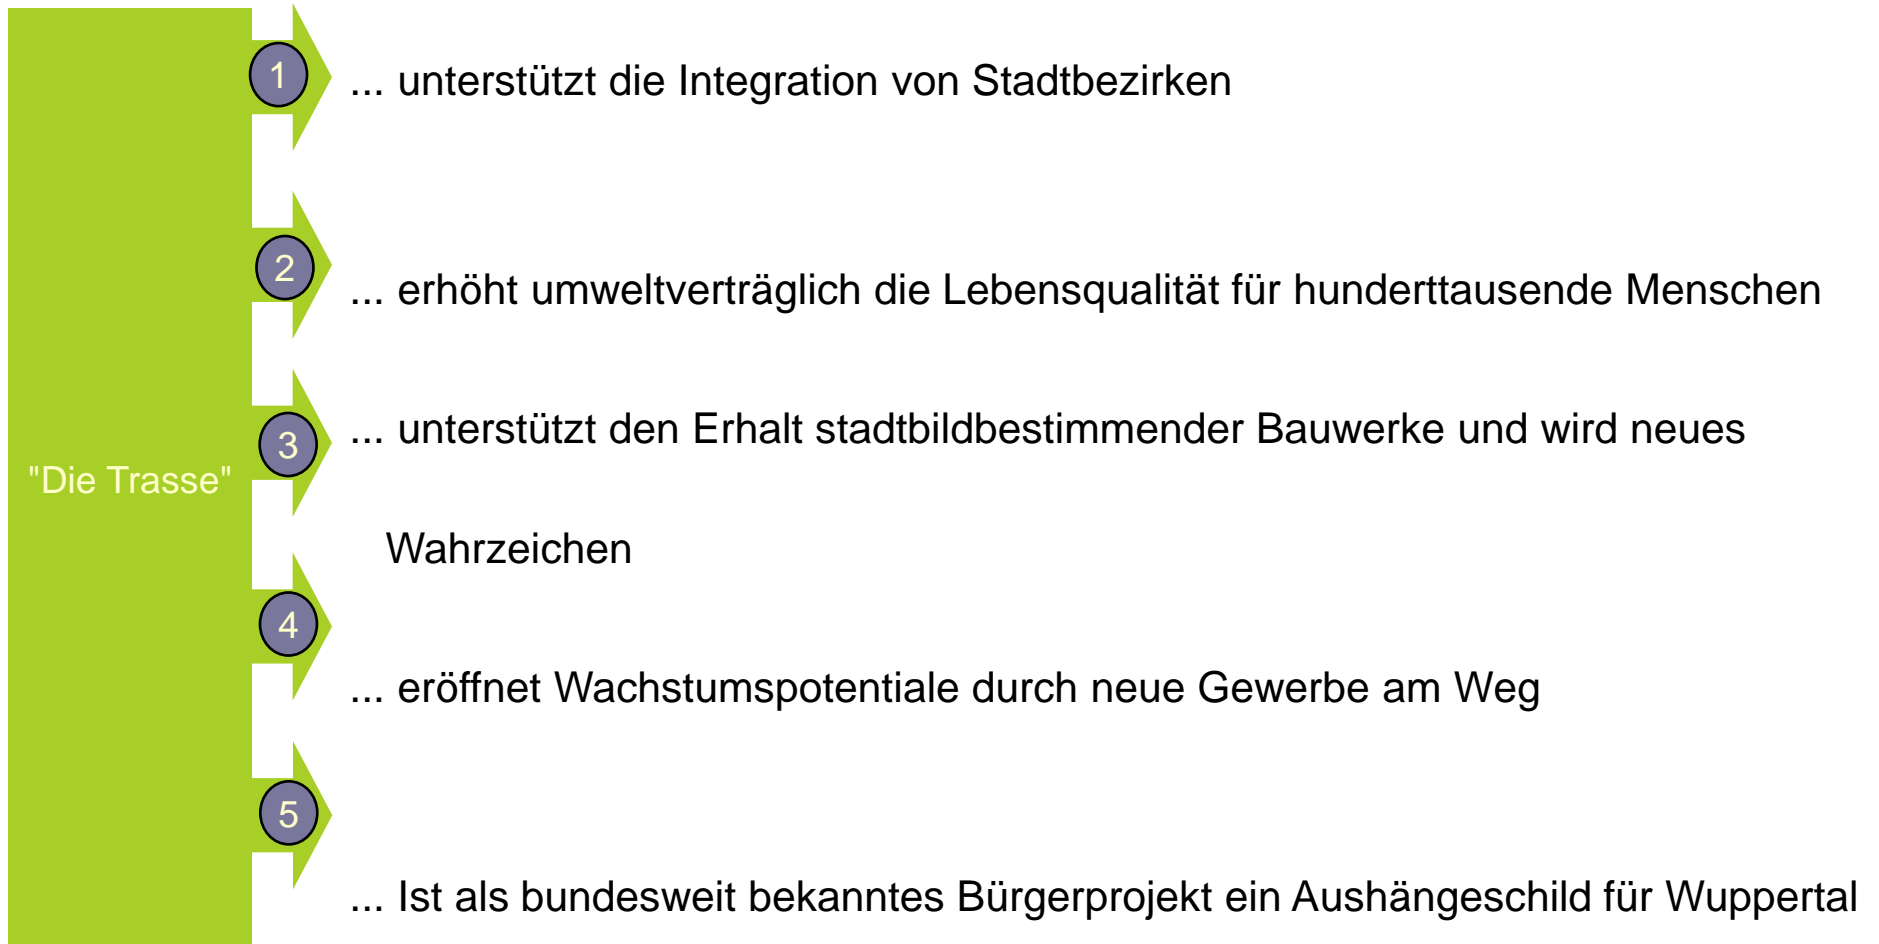 1
... unterstützt die Integration von Stadtbezirken
2
... erhöht umweltverträglich die Lebensqualität für hunderttausende Menschen
3
... unterstützt den Erhalt stadtbildbestimmender Bauwerke und wird neues
"Die Trasse"
Wahrzeichen
4
... eröffnet Wachstumspotentiale durch neue Gewerbe am Weg
5
... Ist als bundesweit bekanntes Bürgerprojekt ein Aushängeschild für Wuppertal